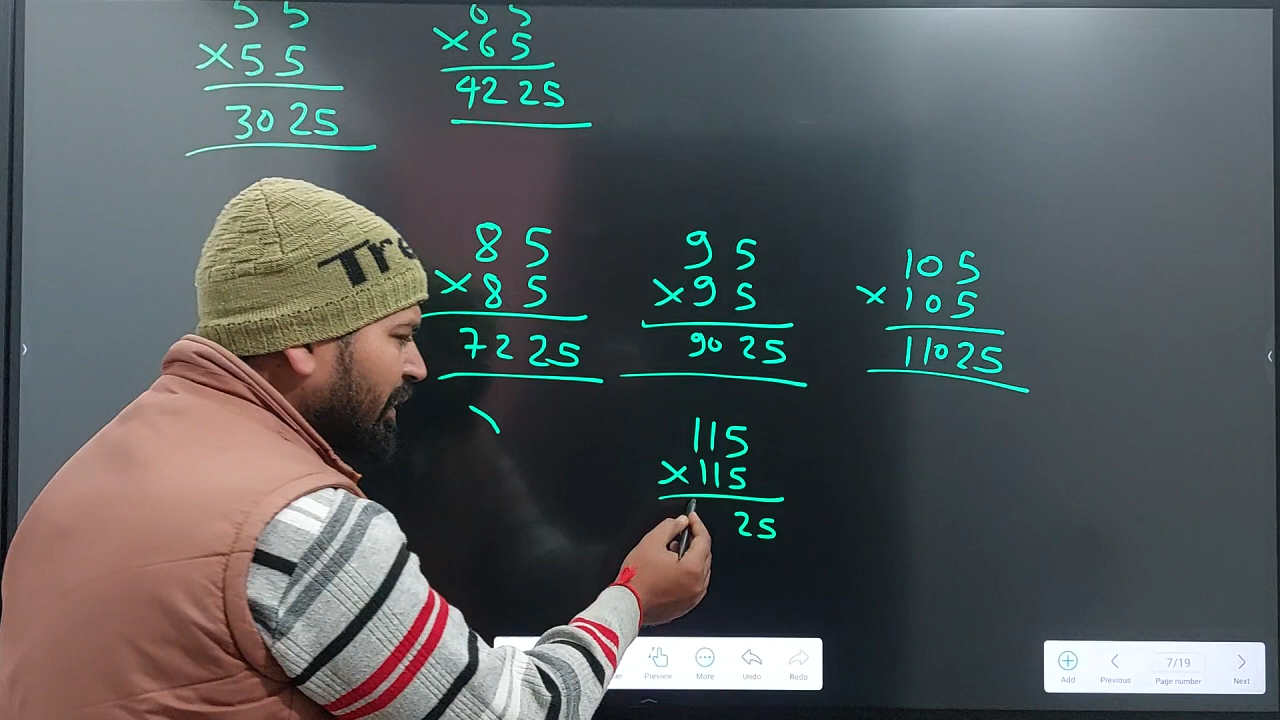 55
×55
3025
65
×65
4225
Tre
85
×85
7225
95
×95
9025
105
×105
11025
115
×115
25
Preview
More
Undo
Redo
Add
Previous
7/19
Page number
Next